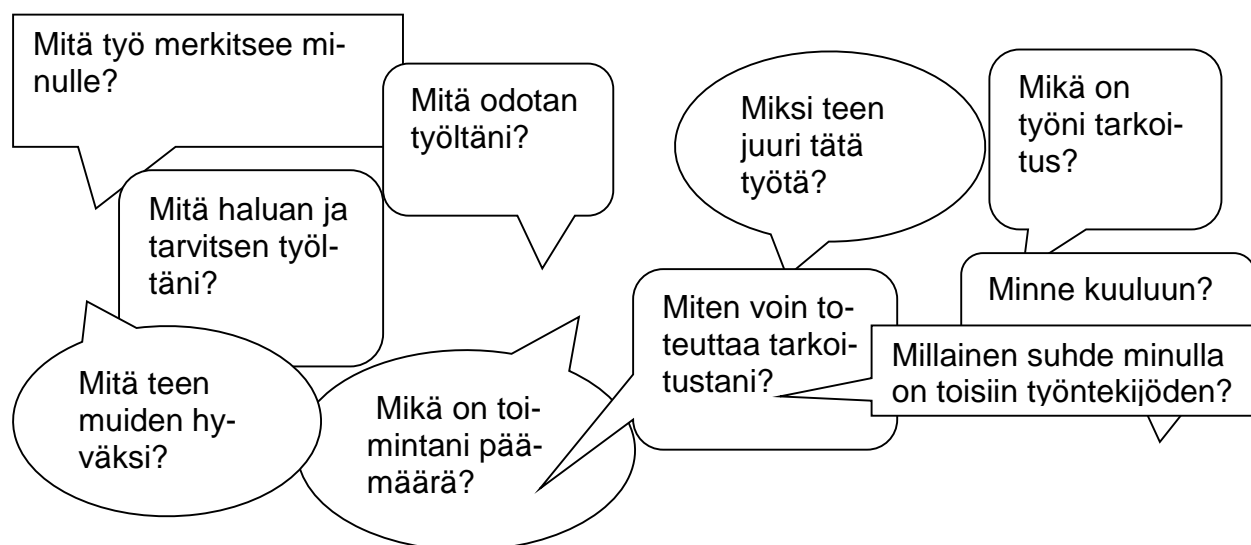 Mitä työ merkitsee mi-
nulle?
Mitä odotan
työltäni?
Miksi teen
juuri tätä
työtä?
Mikä on
työni tarkoi-
tus?
Mitä haluan ja
tarvitsen työl-
täni?
Miten voin to-
teuttaa tarkoi-
tustani?
Minne kuuluun?
Millainen suhde minulla
on toisiin työntekijöden?
Mitä teen
muiden hy-
väksi?
Mikä on toi-
mintani pää-
määrä?